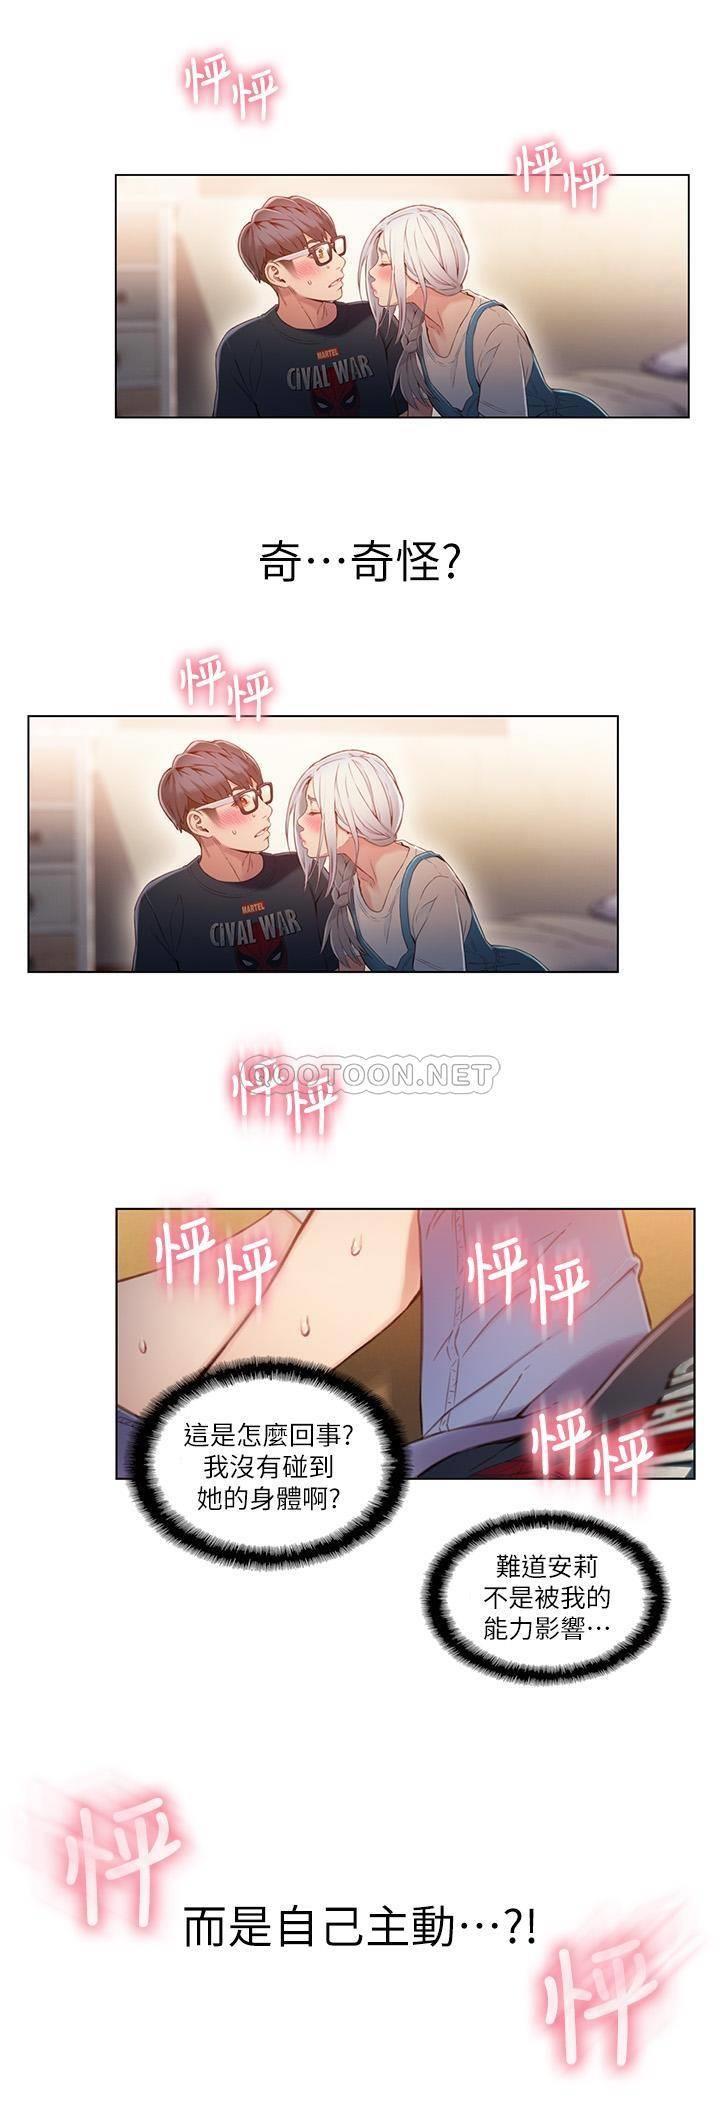 怦怦
怦怦
MARTEL
CIVAL WAR
奇⋯奇怪?
怦怦
MARTEL
CIVAL WAR
QOOTOON.NET
怦怦
怦怦
怦怦
怦怦
這是怎麼回事?
我沒有碰到
她的身體啊?
難道安莉
不是被我的
能力影響⋯
怦
而是自己主動⋯?!
怦